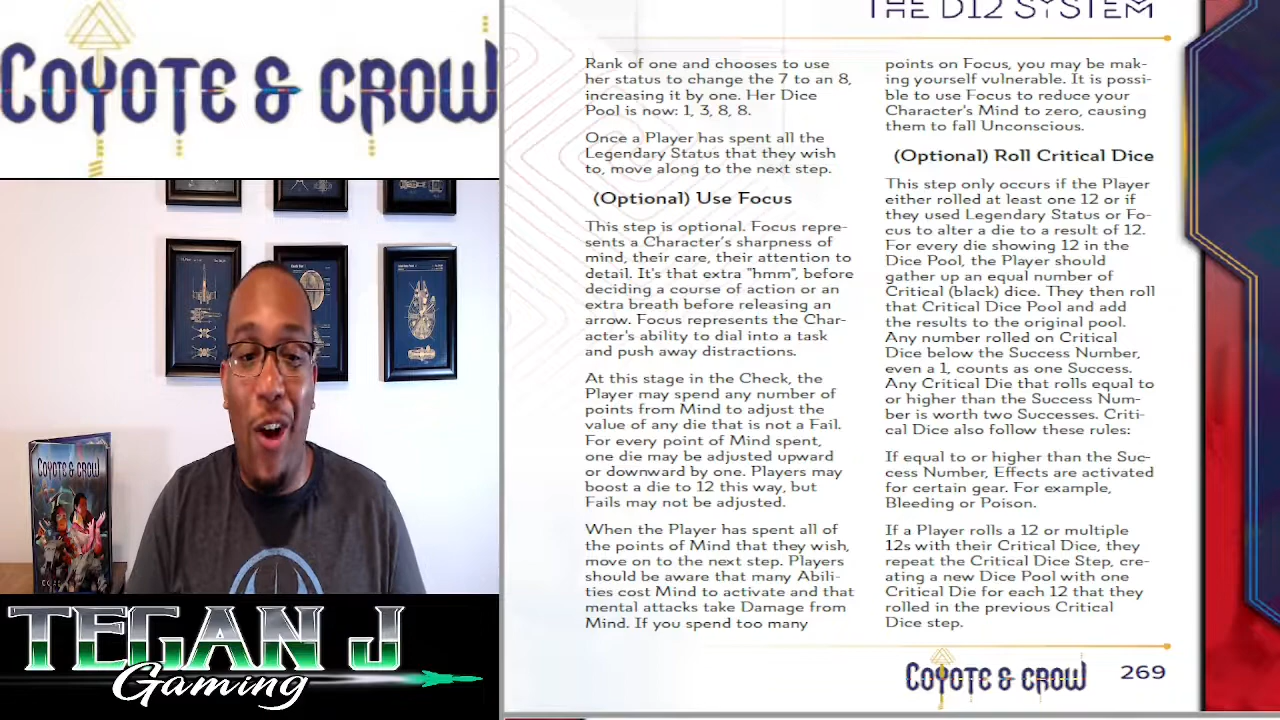 COYOTE & CROW
COYOTE & CROW
TEGAN J
Gaming
THE D12 SYSTEM
Rank of one and chooses to use
her status to change the 7 to an 8,
increasing it by one. Her Dice
Pool is now: 1, 3, 8, 8.
Once a Player has spent all the
Legendary Status that they wish
to, move along to the next step.
(Optional) Use Focus
This step is optional. Focus repre-
sents a Character's sharpness of
mind, their care, their attention to
detail. It's that extra "hmm", before
deciding a course of action or an
extra breath before releasing an
arrow. Focus represents the Char-
acter's ability to dial into a task
and push away distractions.
At this stage in the Check, the
Player may spend any number of
points from Mind to adjust the
value of any die that is not a Fail.
For every point of Mind spent,
one die may be adjusted upward
or downward by one. Players may
boost a die to 12 this way, but
Fails may not be adjusted.
When the Player has spent all of
the points of Mind that they wish,
move on to the next step. Players
should be aware that many Abili-
ties cost Mind to activate and that
mental attacks take Damage from
Mind. If you spend too many
points on Focus, you may be mak-
ing yourself vulnerable. It is possi-
ble to use Focus to reduce your
Character's Mind to zero, causing
them to fall Unconscious.
(Optional) Roll Critical Dice
This step only occurs if the Player
either rolled at least one 12 or if
they used Legendary Status or Fo-
cus to alter a die to a result of 12.
For every die showing 12 in the
Dice Pool, the Player should
gather up an equal number of
Critical (black) dice. They then roll
that Critical Dice Pool and add
the results to the original pool.
Any number rolled on Critical
Dice below the Success Number,
even a 1, counts as one Success.
Any Critical Die that rolls equal to
or higher than the Success Num-
ber is worth two Successes. Criti-
cal Dice also follow these rules:
If equal to or higher than the Suc-
cess Number, Effects are activated
for certain gear. For example,
Bleeding or Poison.
If a Player rolls a 12 or multiple
12s with their Critical Dice, they
repeat the Critical Dice Step, cre-
ating a new Dice Pool with one
Critical Die for each 12 that they
rolled in the previous Critical
Dice step.
COYOTE & CROW
269